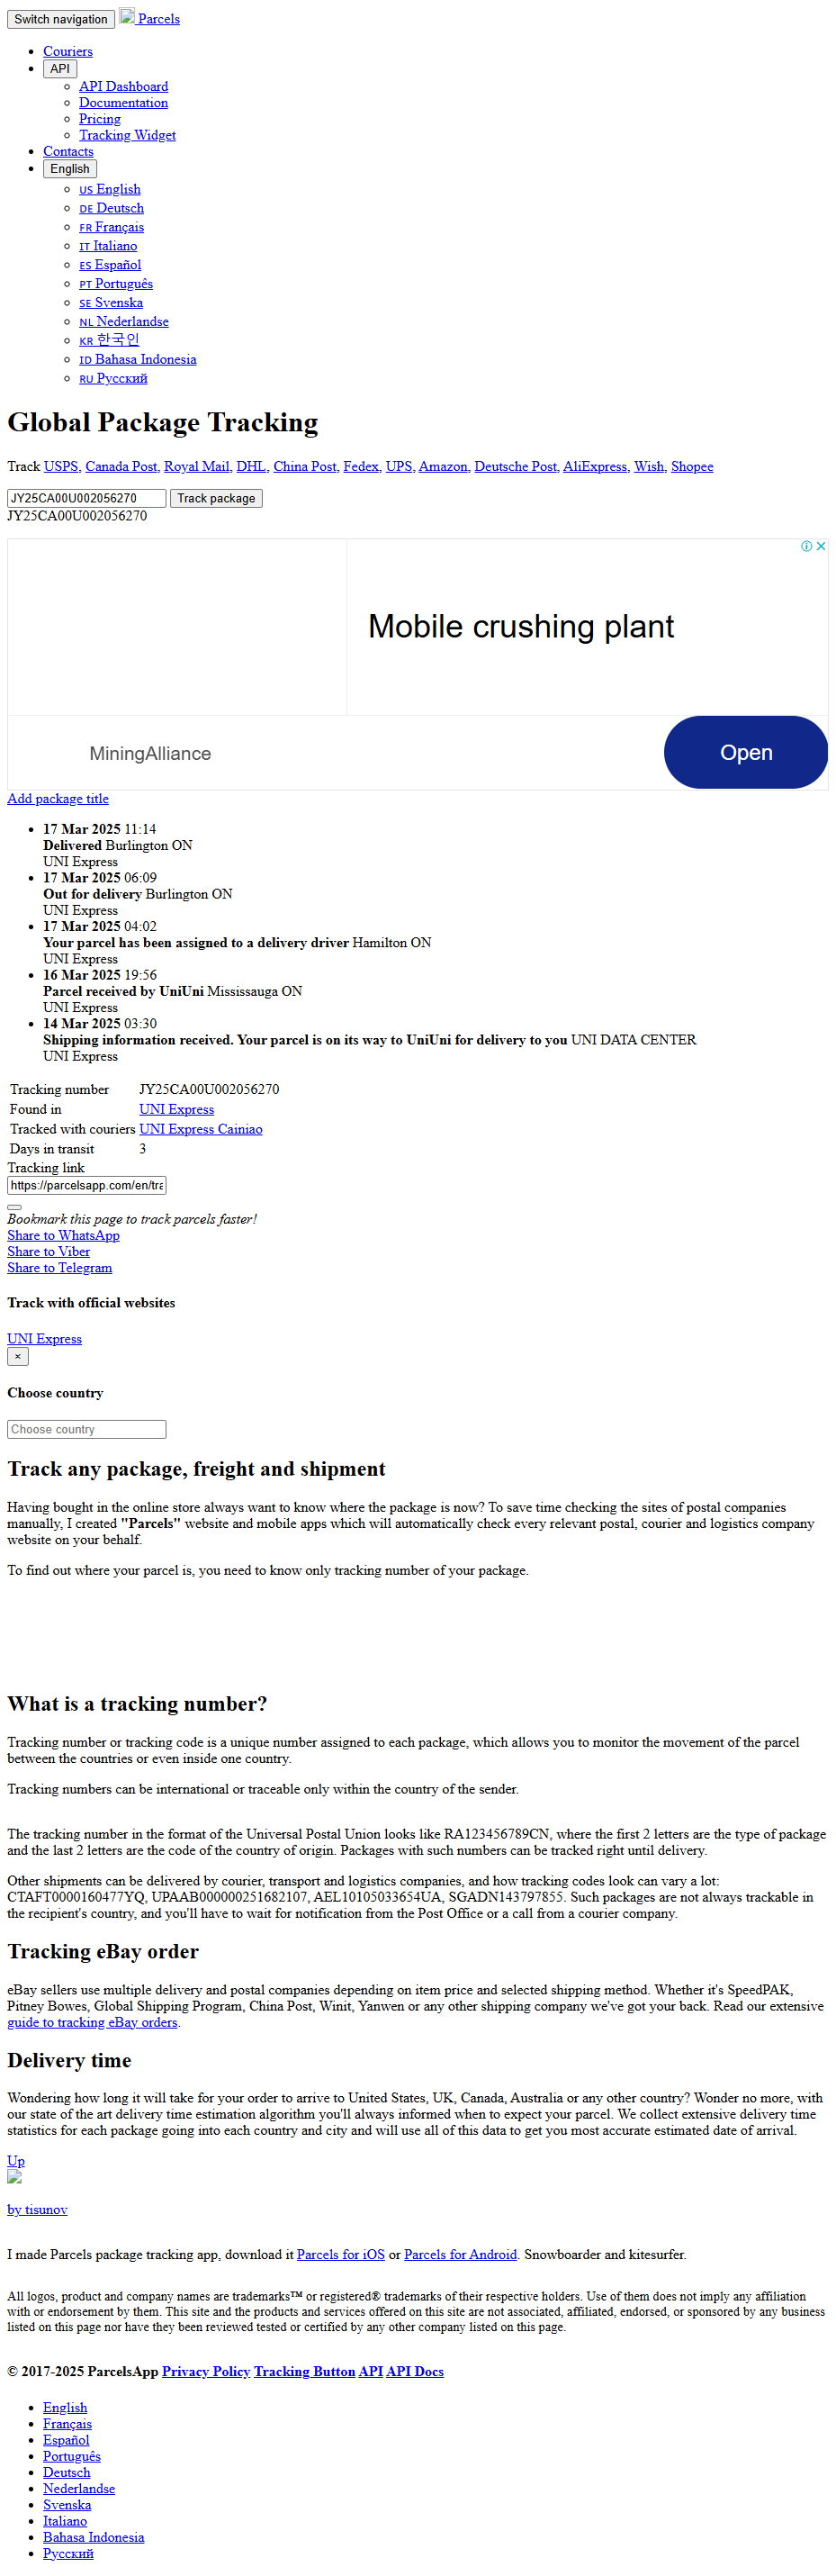 Switch navigation Parcels
Couriers
API
API Dashboard
Documentation
Pricing
Tracking Widget
Contacts
English
US English
DE Deutsch
FR Français
IT Italiano
ES Español
PT Português
SE Svenska
NL Nederlandse
KR 한국인
ID Bahasa Indonesia
RU Русский
Global Package Tracking
Track USPS, Canada Post, Royal Mail, DHL, China Post, Fedex, UPS, Amazon, Deutsche Post, AliExpress, Wish, Shopee
JY25CA00U002056270 Track package
JY25CA00U002056270
Mobile crushing plant
MiningAlliance
Open
Add package title
17 Mar 2025 11:14
Delivered Burlington ON
UNI Express
17 Mar 2025 06:09
Out for delivery Burlington ON
UNI Express
17 Mar 2025 04:02
Your parcel has been assigned to a delivery driver Hamilton ON
UNI Express
16 Mar 2025 19:56
Parcel received by UniUni Mississauga ON
UNI Express
14 Mar 2025 03:30
Shipping information received. Your parcel is on its way to UniUni for delivery to you UNI DATA CENTER
UNI Express
Tracking number JY25CA00U002056270
Found in UNI Express
Tracked with couriers UNI Express Cainiao
Days in transit 3
Tracking link
https://parcelsapp.com/en/tra
Bookmark this page to track parcels faster!
Share to WhatsApp
Share to Viber
Share to Telegram
Track with official websites
UNI Express
×
Choose country
Choose country
Track any package, freight and shipment
Having bought in the online store always want to know where the package is now? To save time checking the sites of postal companies
manually, I created "Parcels" website and mobile apps which will automatically check every relevant postal, courier and logistics company
website on your behalf.
To find out where your parcel is, you need to know only tracking number of your package.
What is a tracking number?
Tracking number or tracking code is a unique number assigned to each package, which allows you to monitor the movement of the parcel
between the countries or even inside one country.
Tracking numbers can be international or traceable only within the country of the sender.
The tracking number in the format of the Universal Postal Union looks like RA123456789CN, where the first 2 letters are the type of package
and the last 2 letters are the code of the country of origin. Packages with such numbers can be tracked right until delivery.
Other shipments can be delivered by courier, transport and logistics companies, and how tracking codes look can vary a lot:
CTAFT0000160477YQ, UPAAB000000251682107, AEL10105033654UA, SGADN143797855. Such packages are not always trackable in
the recipient's country, and you'll have to wait for notification from the Post Office or a call from a courier company.
Tracking eBay order
eBay sellers use multiple delivery and postal companies depending on item price and selected shipping method. Whether it's SpeedPAK,
Pitney Bowes, Global Shipping Program, China Post, Winit, Yanwen or any other shipping company we've got your back. Read our extensive
guide to tracking eBay orders.
Delivery time
Wondering how long it will take for your order to arrive to United States, UK, Canada, Australia or any other country? Wonder no more, with
our state of the art delivery time estimation algorithm you'll always informed when to expect your parcel. We collect extensive delivery time
statistics for each package going into each country and city and will use all of this data to get you most accurate estimated date of arrival.
Up
by tisunov
I made Parcels package tracking app, download it Parcels for iOS or Parcels for Android. Snowboarder and kitesurfer.
All logos, product and company names are trademarks™ or registered® trademarks of their respective holders. Use of them does not imply any affiliation
with or endorsement by them. This site and the products and services offered on this site are not associated, affiliated, endorsed, or sponsored by any business
listed on this page nor have they been reviewed tested or certified by any other company listed on this page.
© 2017-2025 ParcelsApp Privacy Policy Tracking Button API API Docs
English
Français
Español
Português
Deutsch
Nederlandse
Svenska
Italiano
Bahasa Indonesia
Русский